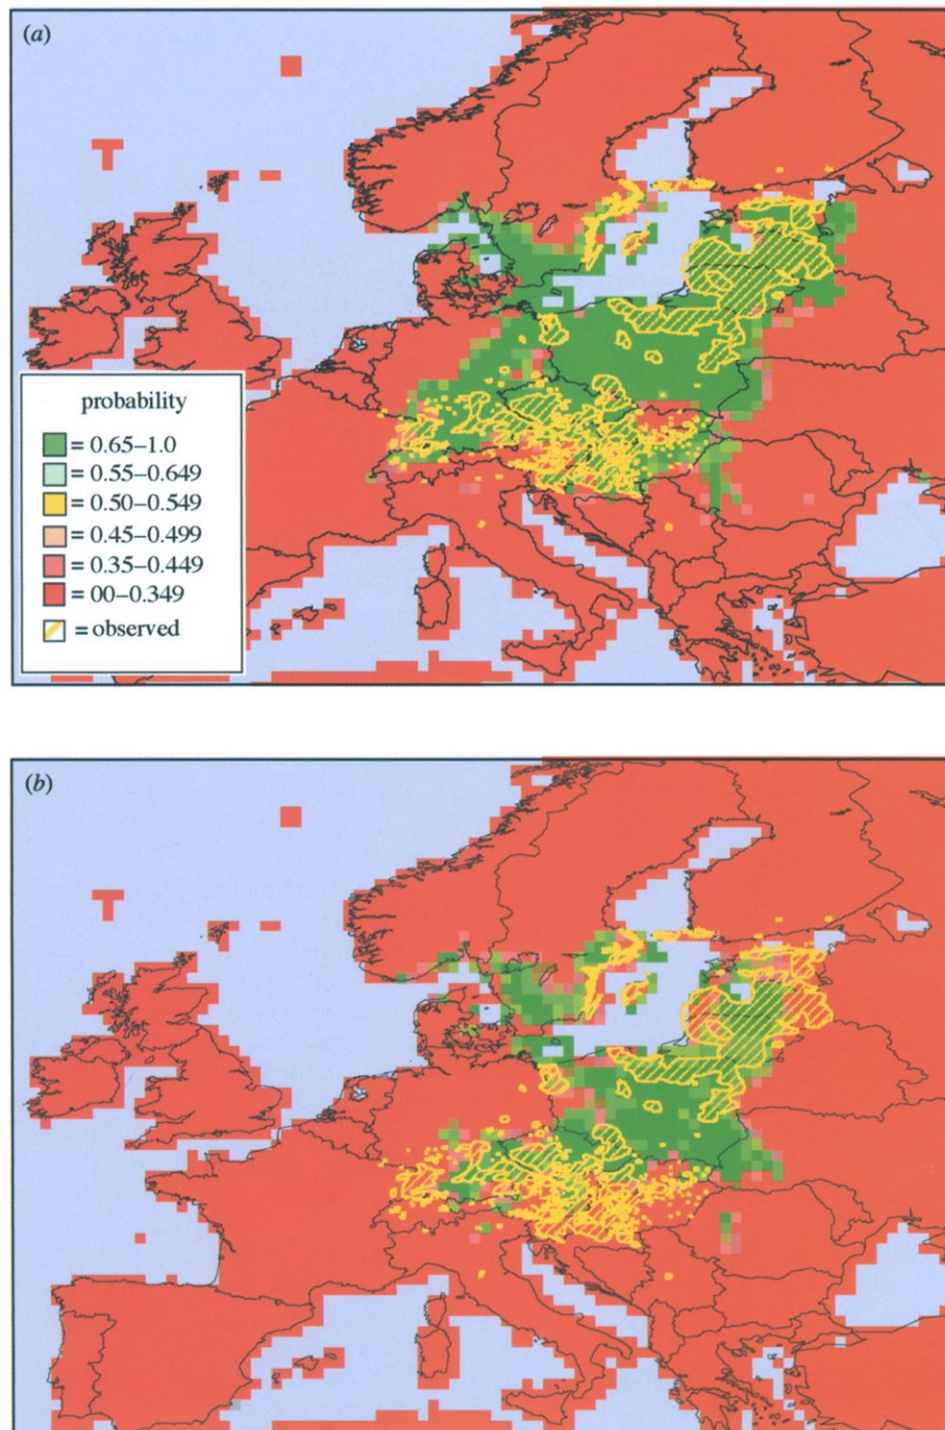 (a)
probability
= 0.65–1.0
= 0.55–0.649
= 0.50–0.549
= 0.45–0.499
= 0.35–0.449
= 00–0.349
= observed
(b)